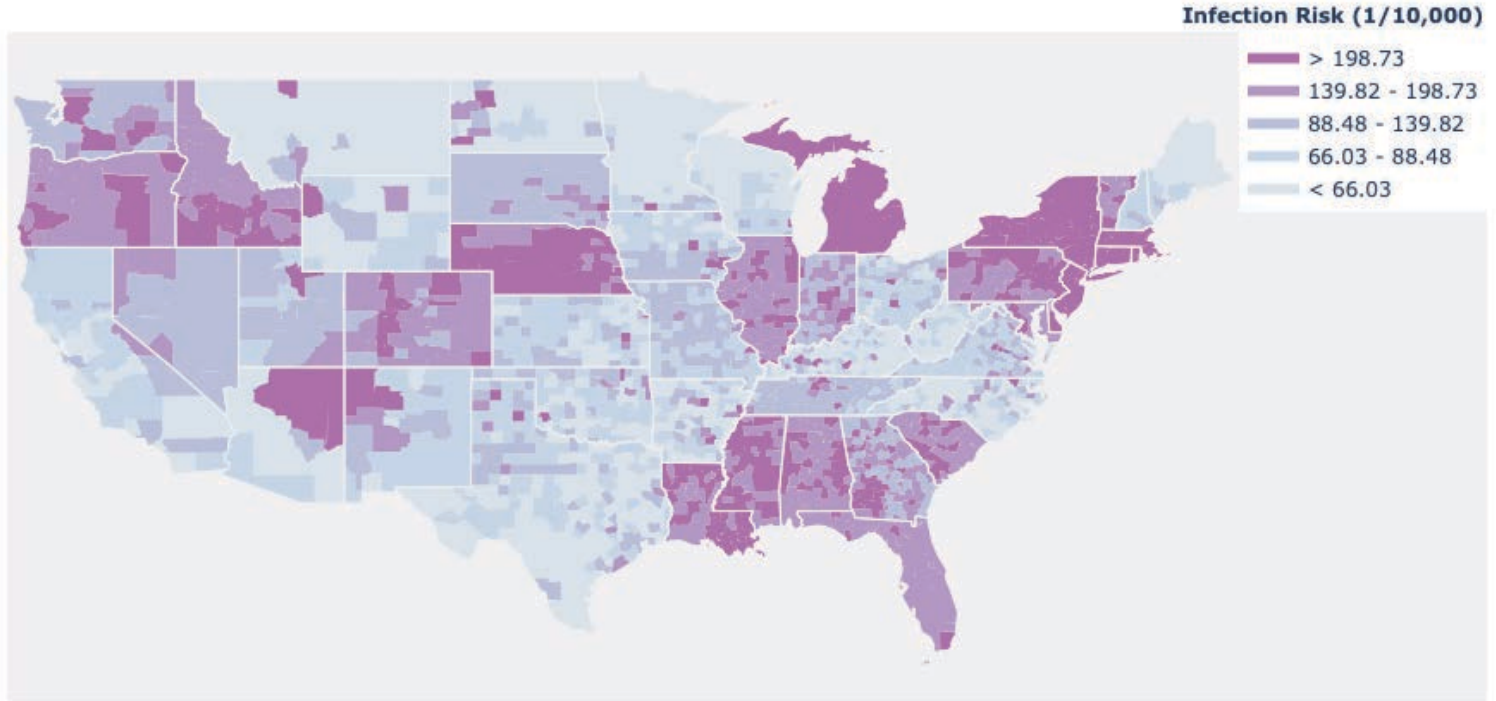 Infection Risk (1/10,000)
> 198.73
139.82 - 198.73
88.48 - 139.82
66.03 - 88.48
< 66.03